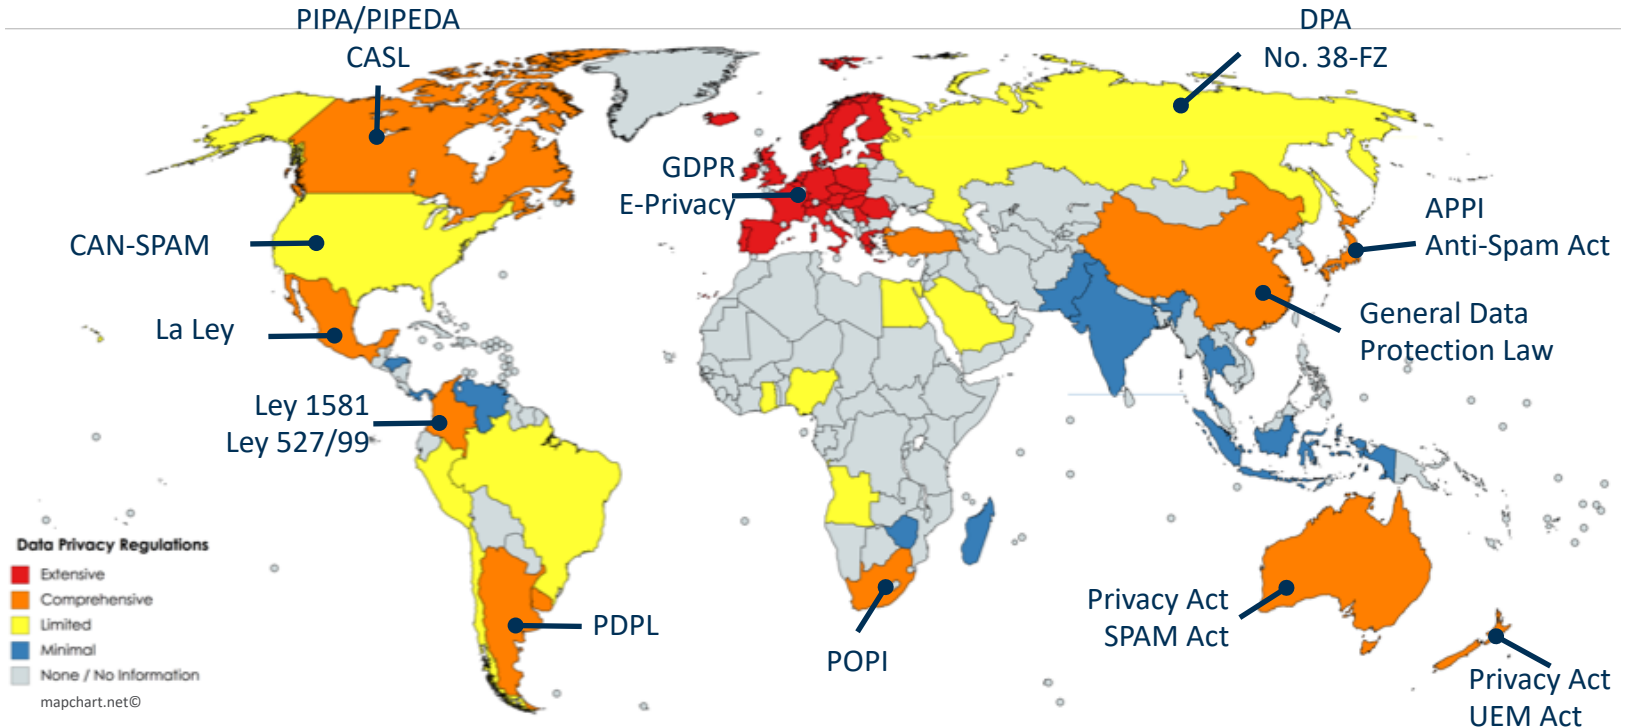 PIPA/PIPEDA
CASL
DPA
No. 38-FZ
GDPR
E-Privacy
CAN-SPAM
APPI
Anti-Spam Act
La Ley
General Data
Protection Law
Ley 1581
Ley 527/99
Data Privacy Regulations
Extensive
Comprehensive
Limited
Minimal
None / No Information
mapchart.net©
PDPL
POPI
Privacy Act
SPAM Act
Privacy Act
UEM Act